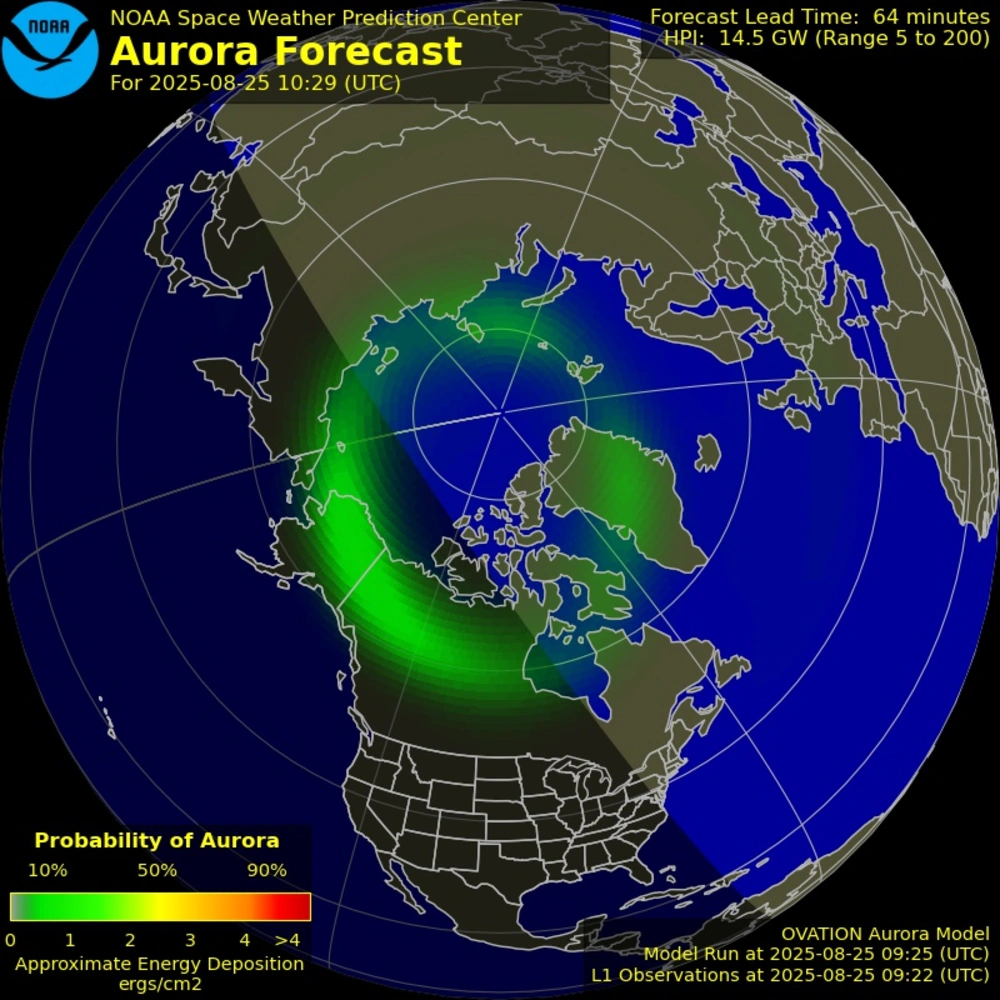 NOAA
NOAA Space Weather Prediction Center
Aurora Forecast
For 2025-08-25 10:29 (UTC)
Forecast Lead Time: 64 minutes
HPI: 14.5 GW (Range 5 to 200)
Probability of Aurora
10% 50% 90%
0 1 2 3 4 >4
Approximate Energy Deposition
ergs/cm2
OVATION Aurora Model
Model Run at 2025-08-25 09:25 (UTC)
L1 Observations at 2025-08-25 09:22 (UTC)